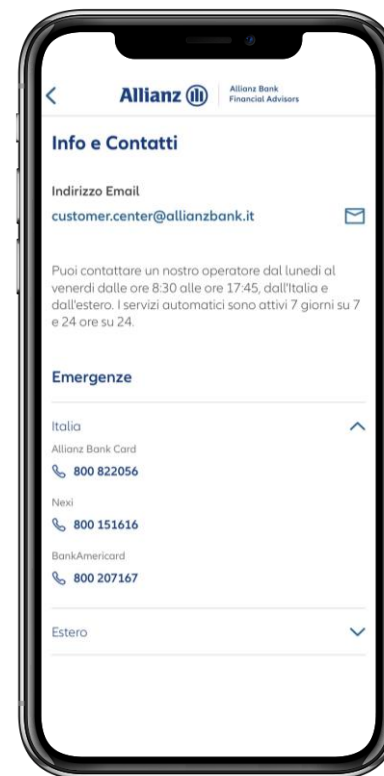 Allianz
Allianz Bank
Financial Advisors
Info e Contatti
Indirizzo Email
customer.center@allianzbank.it
Puoi contattare un nostro operatore dal lunedì al
venerdì dalle ore 8:30 alle ore 17:45, dall'Italia e
dall'estero. I servizi automatici sono attivi 7 giorni su 7
e 24 ore su 24.
Emergenze
Italia
Allianz Bank Card
800 822056
Nexi
800 151616
BankAmericard
800 207167
Estero